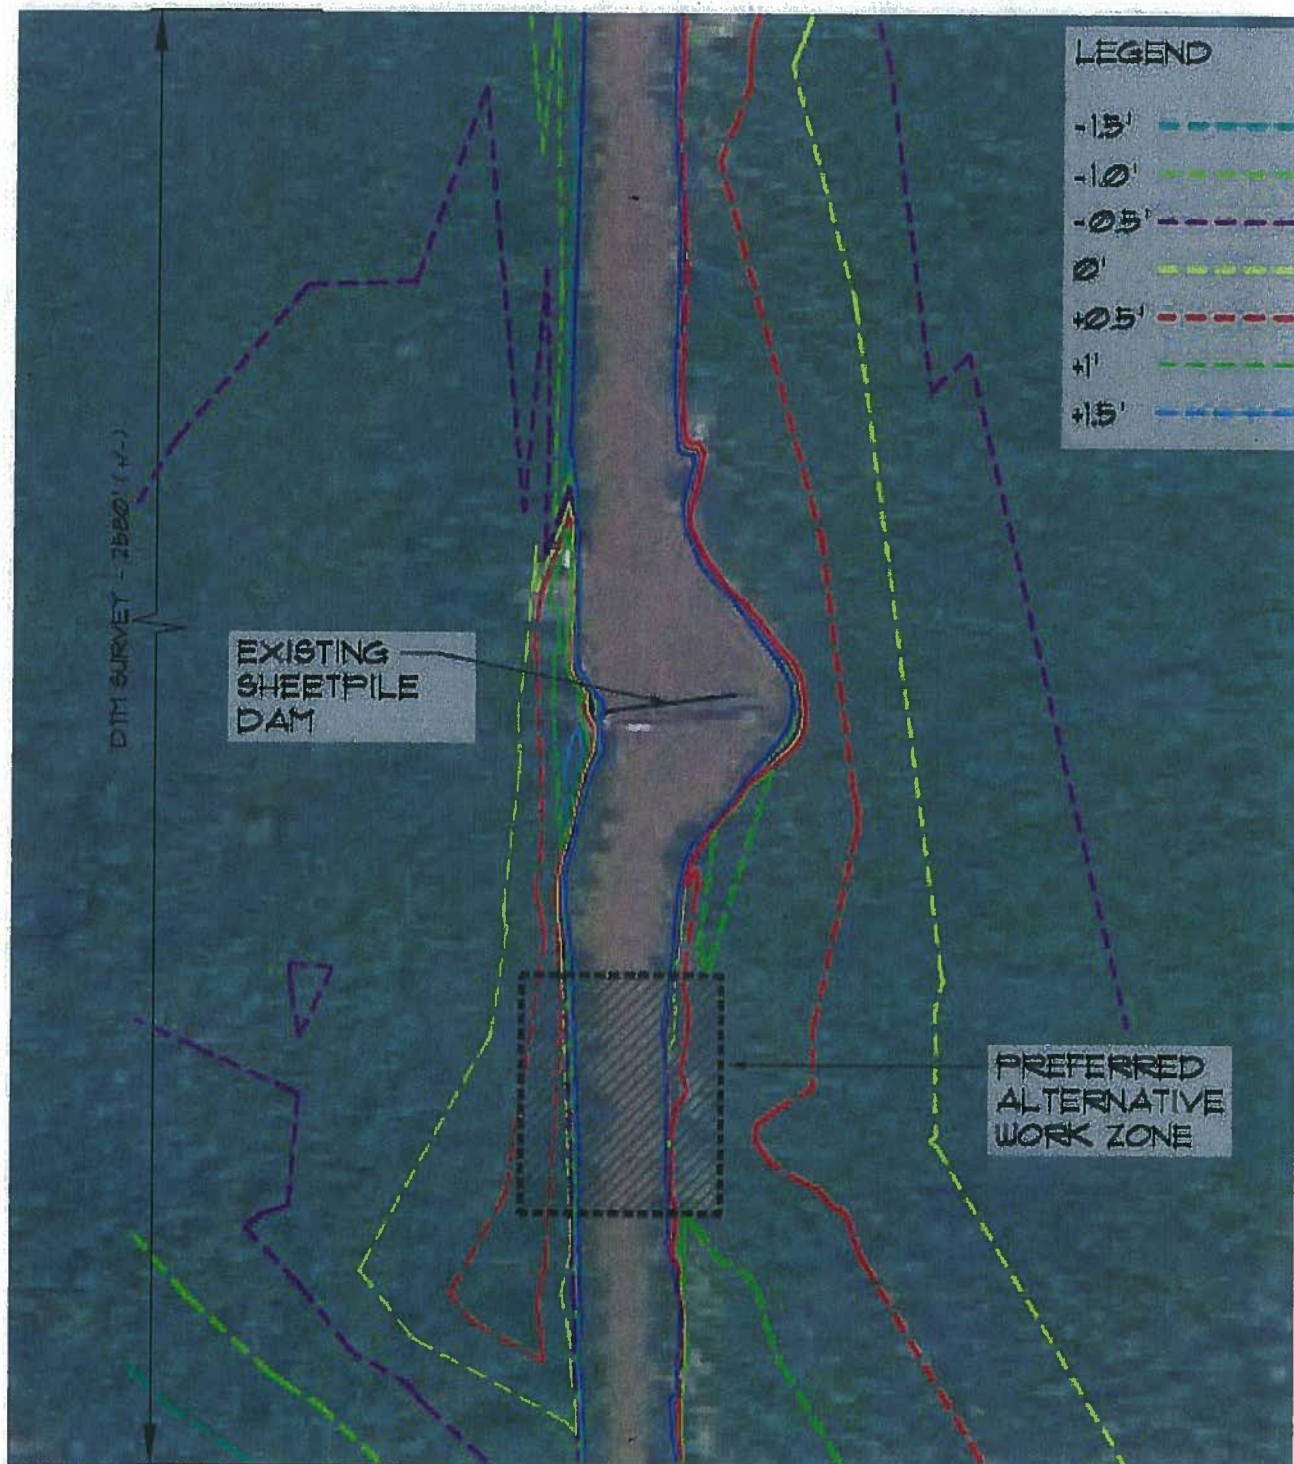 LEGEND
-1.5'
-1.0'
-0.5'
0'
+0.5'
+1'
+1.5'
DTM SURVEY - 2580' (+/-)
EXISTING
SHEETPILE
DAM
PREFERRED
ALTERNATIVE
WORK ZONE